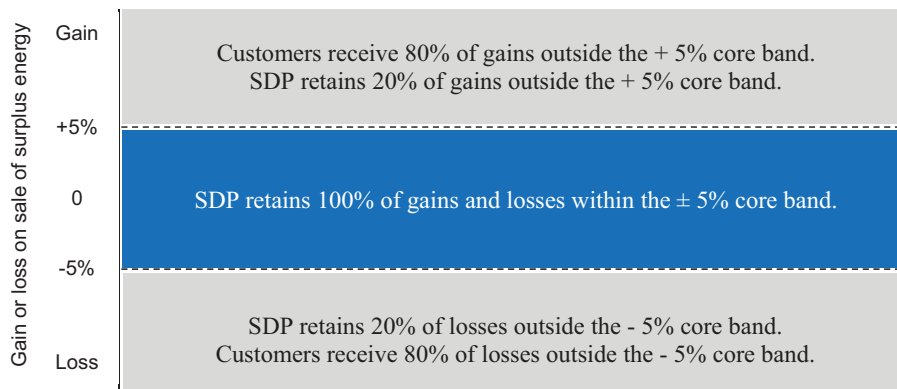 Gain or loss on sale of surplus energy
Gain
Customers receive 80% of gains outside the + 5% core band.
SDP retains 20% of gains outside the + 5% core band.
+5%
0
SDP retains 100% of gains and losses within the ± 5% core band.
-5%
SDP retains 20% of losses outside the - 5% core band.
Customers receive 80% of losses outside the - 5% core band.
Loss